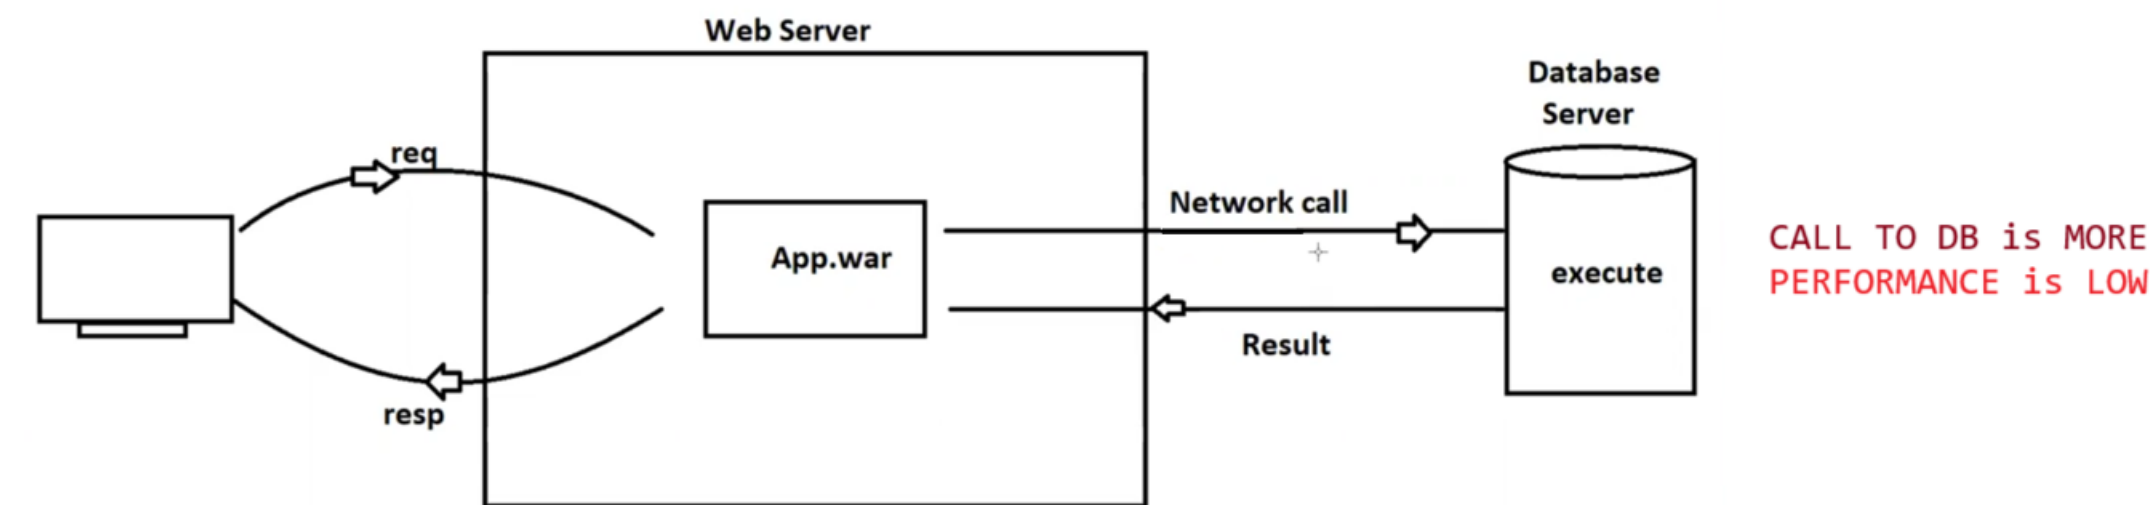 Web Server
Database
Server
req
Network call
App.war
execute
CALL TO DB is MORE
PERFORMANCE is LOW
Result
resp